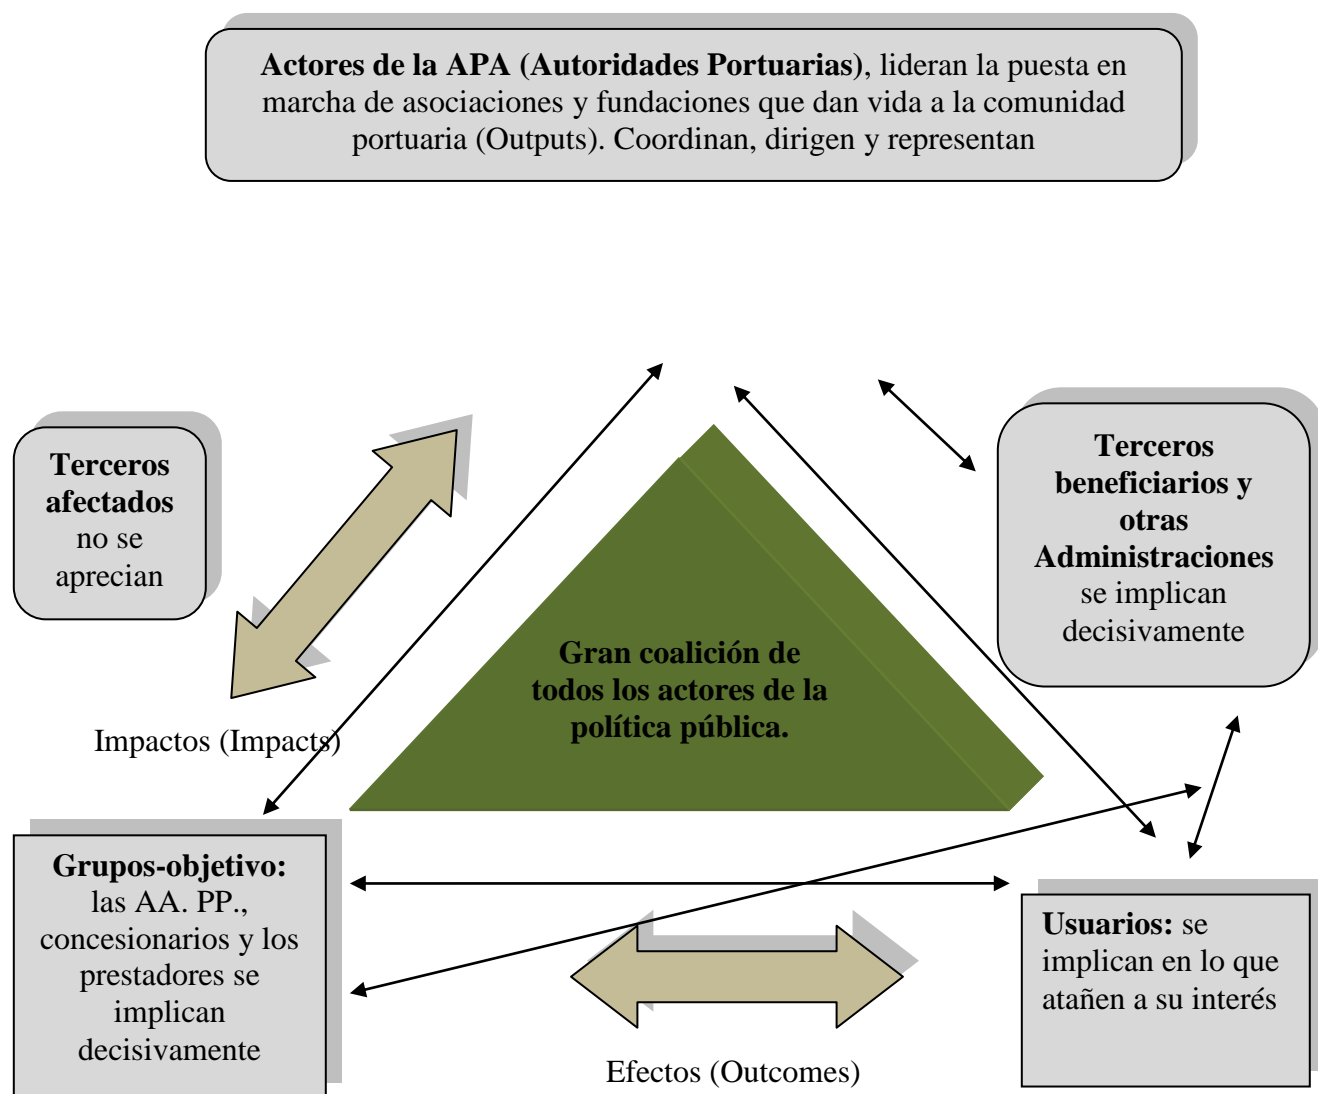 Actores de la APA (Autoridades Portuarias), lideran la puesta en
marcha de asociaciones y fundaciones que dan vida a la comunidad
portuaria (Outputs). Coordinan, dirigen y representan
Terceros
afectados
no se
aprecian
Terceros
beneficiarios y
otras
Administraciones
se implican
decisivamente
Gran coalición de
todos los actores de la
política pública.
Impactos (Impacts)
Grupos-objetivo:
las AA. PP.,
concesionarios y los
prestadores se
implican
decisivamente
Usuarios: se
implican en lo que
atañen a su interés
Efectos (Outcomes)